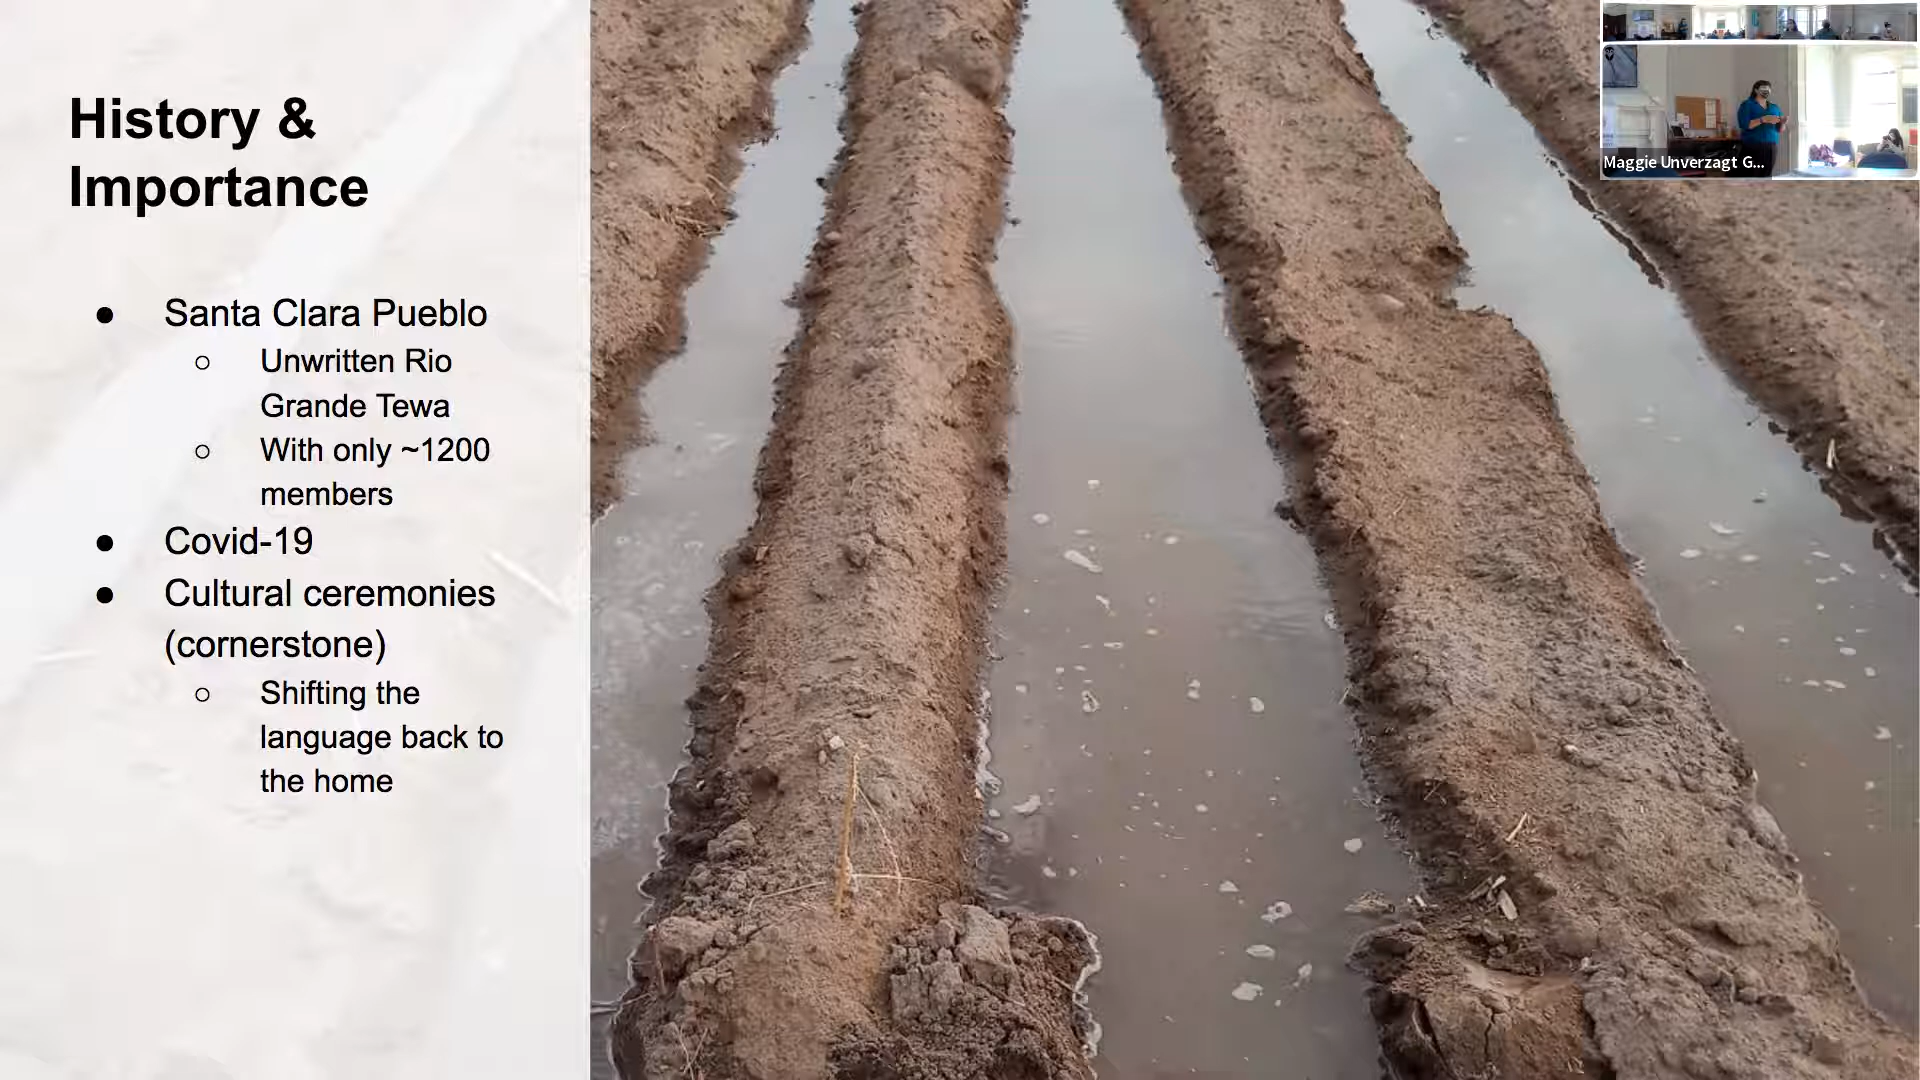 History &
Importance
● Santa Clara Pueblo
○ Unwritten Rio
Grande Tewa
○ With only ~1200
members
● Covid-19
● Cultural ceremonies
(cornerstone)
○ Shifting the
language back to
the home
Maggie Unverzagt G...